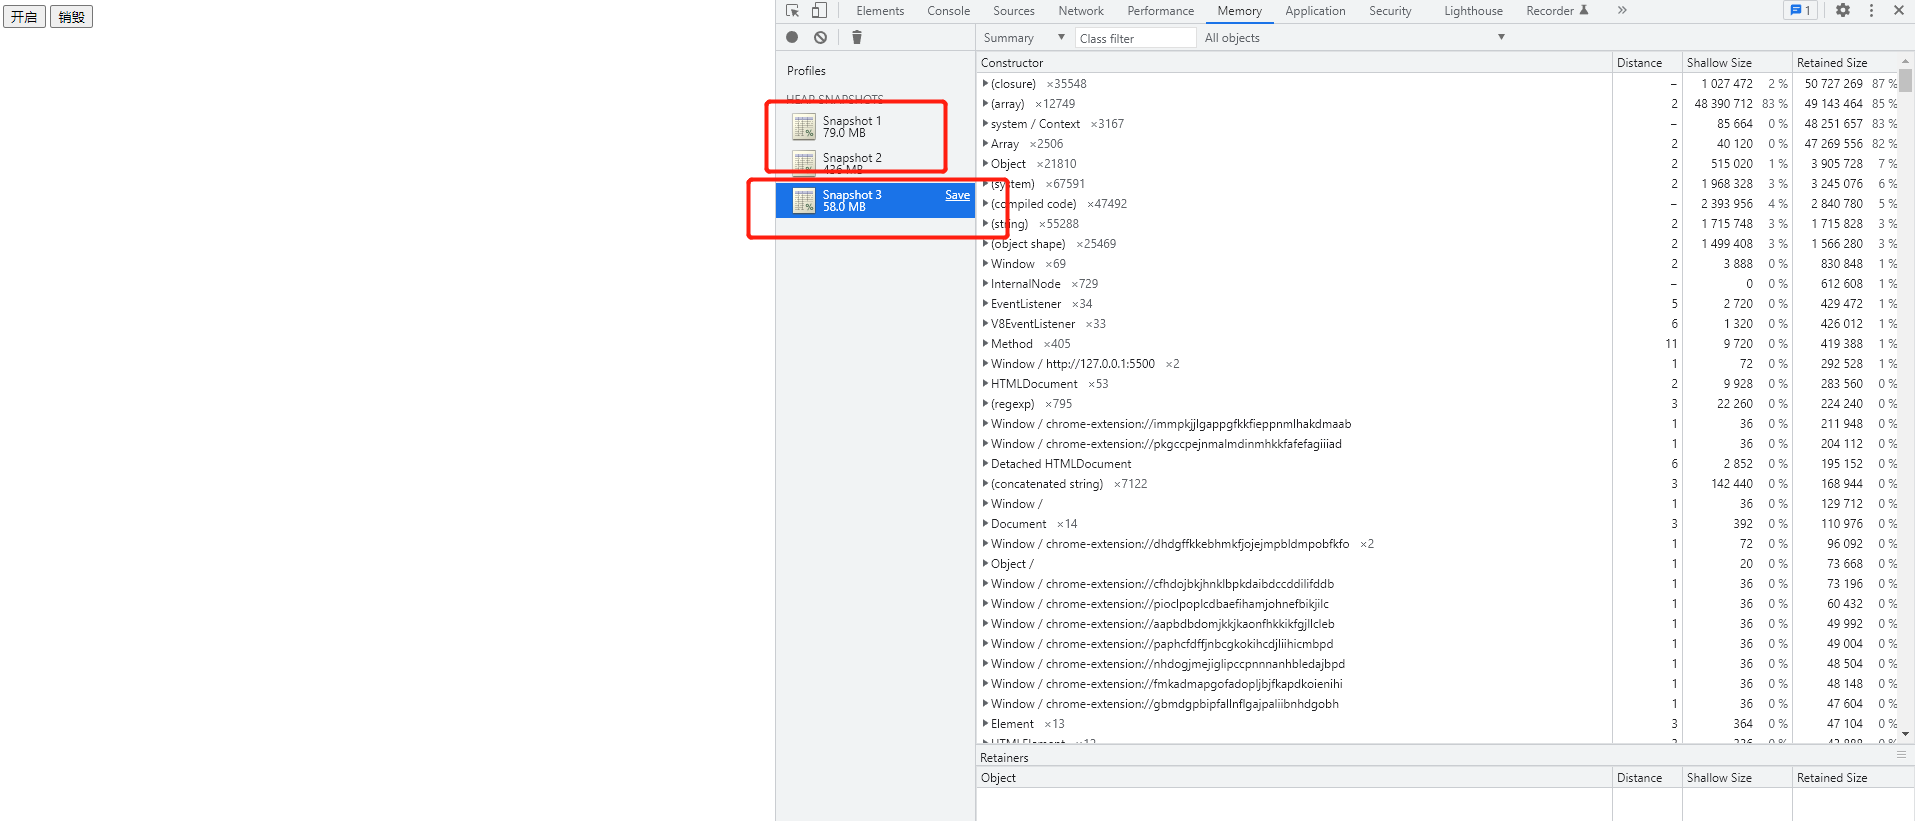 开启 销毁
Elements Console Sources Network Performance Memory Application Security Lighthouse Recorder 1
Summary Class filter All objects
Profiles
HEAP SNAPSHOTS
Snapshot 1
79.0 MB
Snapshot 2
436 MB
Snapshot 3 Save
58.0 MB
Constructor Distance Shallow Size Retained Size
(closure) ×35548 – 1 027 472 2 % 50 727 269 87 %
(array) ×12749 2 48 390 712 83 % 49 143 464 85 %
system / Context ×3167 – 85 664 0 % 48 251 657 83 %
Array ×2506 2 40 120 0 % 47 269 556 82 %
Object ×21810 2 515 020 1 % 3 905 728 7 %
(system) ×67591 2 1 968 328 3 % 3 245 076 6 %
(compiled code) ×47492 – 2 393 956 4 % 2 840 780 5 %
(string) ×55288 2 1 715 748 3 % 1 715 828 3 %
(object shape) ×25469 2 1 499 408 3 % 1 566 280 3 %
Window ×69 2 3 888 0 % 830 848 1 %
InternalNode ×729 – 0 0 % 612 608 1 %
EventListener ×34 5 2 720 0 % 429 472 1 %
V8EventListener ×33 6 1 320 0 % 426 012 1 %
Method ×405 11 9 720 0 % 419 388 1 %
Window / http://127.0.0.1:5500 ×2 1 72 0 % 292 528 1 %
HTMLDocument ×53 2 9 928 0 % 283 560 0 %
(regexp) ×795 3 22 260 0 % 224 240 0 %
Window / chrome-extension://immpkjjlgappgfkkfieppnmlhakdmaab 1 36 0 % 211 948 0 %
Window / chrome-extension://pkgccpejnmalmdinmhkkfafefagiiiad 1 36 0 % 204 112 0 %
Detached HTMLDocument 6 2 852 0 % 195 152 0 %
(concatenated string) ×7122 3 142 440 0 % 168 944 0 %
Window / 1 36 0 % 129 712 0 %
Document ×14 3 392 0 % 110 976 0 %
Window / chrome-extension://dhdgffkkebhmkfjojejmpbldmpobfkfo ×2 1 72 0 % 96 092 0 %
Object / 1 20 0 % 73 668 0 %
Window / chrome-extension://cfhdojbkjhnklbpkdaibdccddilifddb 1 36 0 % 73 196 0 %
Window / chrome-extension://pioclpoplcdbaefihamjohnefbikjilc 1 36 0 % 60 432 0 %
Window / chrome-extension://aapbdbdomjkkjkaonfhkkikfgjllcleb 1 36 0 % 49 992 0 %
Window / chrome-extension://paphcfdffjnbcgkokihcdjliihicmbpd 1 36 0 % 49 004 0 %
Window / chrome-extension://nhdogjmejiglipccpnnnanhbledajbpd 1 36 0 % 48 504 0 %
Window / chrome-extension://fmkadmapgofadopljbjfkapdkoienihi 1 36 0 % 48 148 0 %
Window / chrome-extension://gbmdgpbipfallnflgajpaliibnhdgobh 1 36 0 % 47 604 0 %
Element ×13 3 364 0 % 47 104 0 %
HTMLElement ×12 3 336 0 % 43 888 0 %
Retainers
Object Distance Shallow Size Retained Size